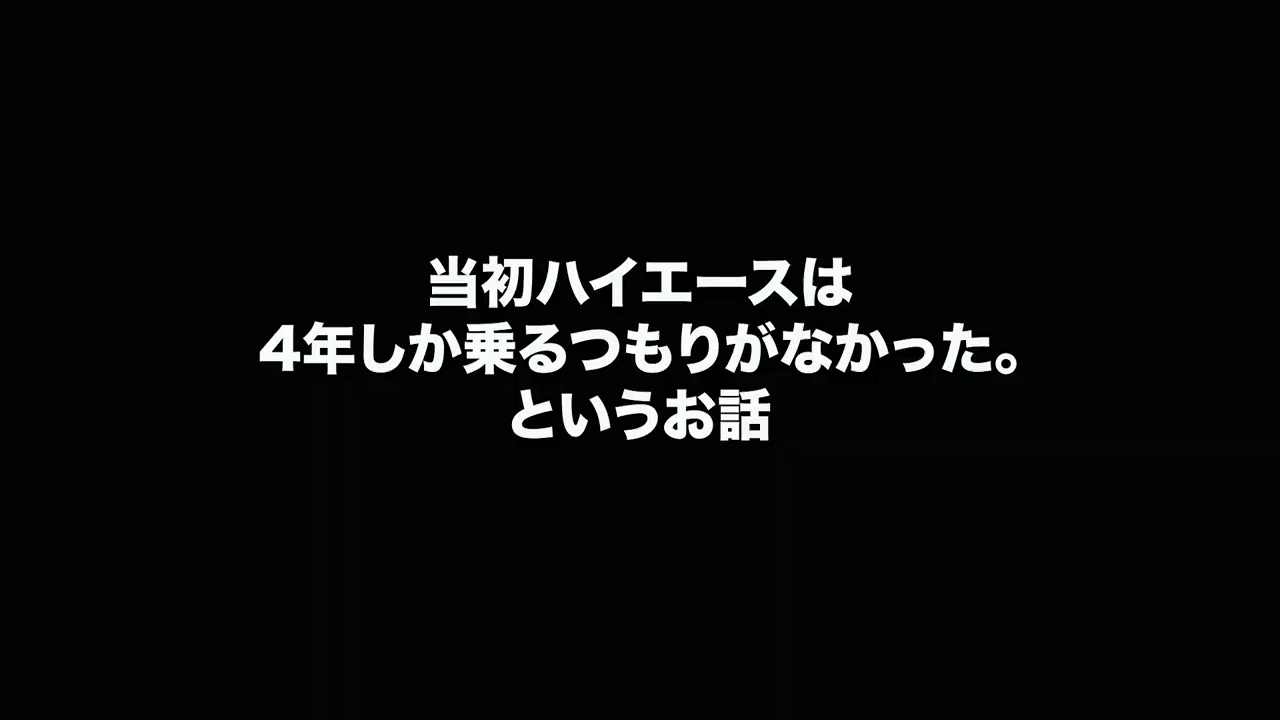 当初ハイエースは
4年しか乗るつもりがなかった。
というお話